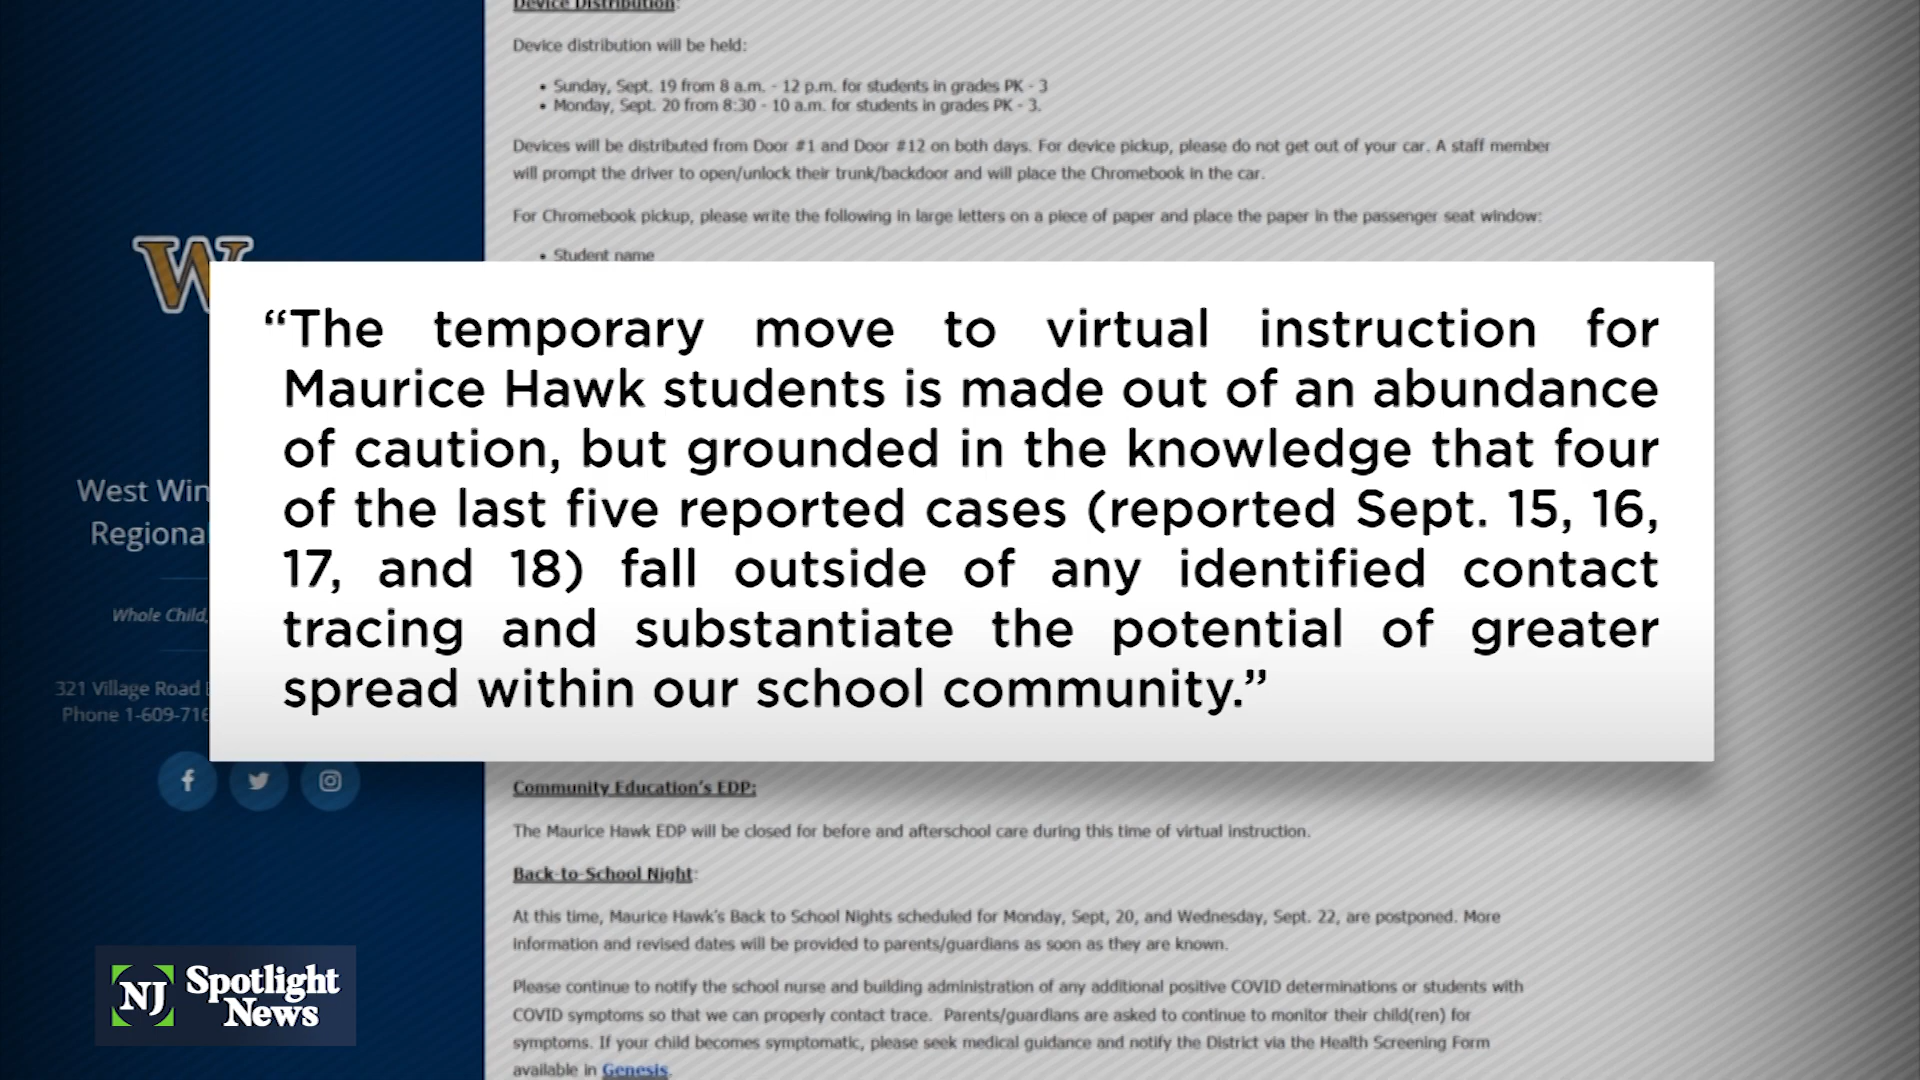 Device Distribution:
Device distribution will be held:
• Sunday, Sept. 19 from 8 a.m. - 12 p.m. for students in grades PK - 3
• Monday, Sept. 20 from 8:30 - 10 a.m. for students in grades PK - 3.
Devices will be distributed from Door #1 and Door #12 on both days. For device pickup, please do not get out of your car. A staff member
will prompt the driver to open/unlock their trunk/backdoor and will place the Chromebook in the car.
For Chromebook pickup, please write the following in large letters on a piece of paper and place the paper in the passenger seat window:
• Student name
W
West Win
Regiona
Whole Child,
321 Village Road
Phone 1-609-716
“The temporary move to virtual instruction for
Maurice Hawk students is made out of an abundance
of caution, but grounded in the knowledge that four
of the last five reported cases (reported Sept. 15, 16,
17, and 18) fall outside of any identified contact
tracing and substantiate the potential of greater
spread within our school community.”
Community Education's EDP:
The Maurice Hawk EDP will be closed for before and afterschool care during this time of virtual instruction.
Back-to-School Night:
At this time, Maurice Hawk's Back to School Nights scheduled for Monday, Sept, 20, and Wednesday, Sept. 22, are postponed. More
information and revised dates will be provided to parents/guardians as soon as they are known.
Please continue to notify the school nurse and building administration of any additional positive COVID determinations or students with
COVID symptoms so that we can properly contact trace. Parents/guardians are asked to continue to monitor their child(ren) for
symptoms. If your child becomes symptomatic, please seek medical guidance and notify the District via the Health Screening Form
available in Genesis.
NJ Spotlight
News